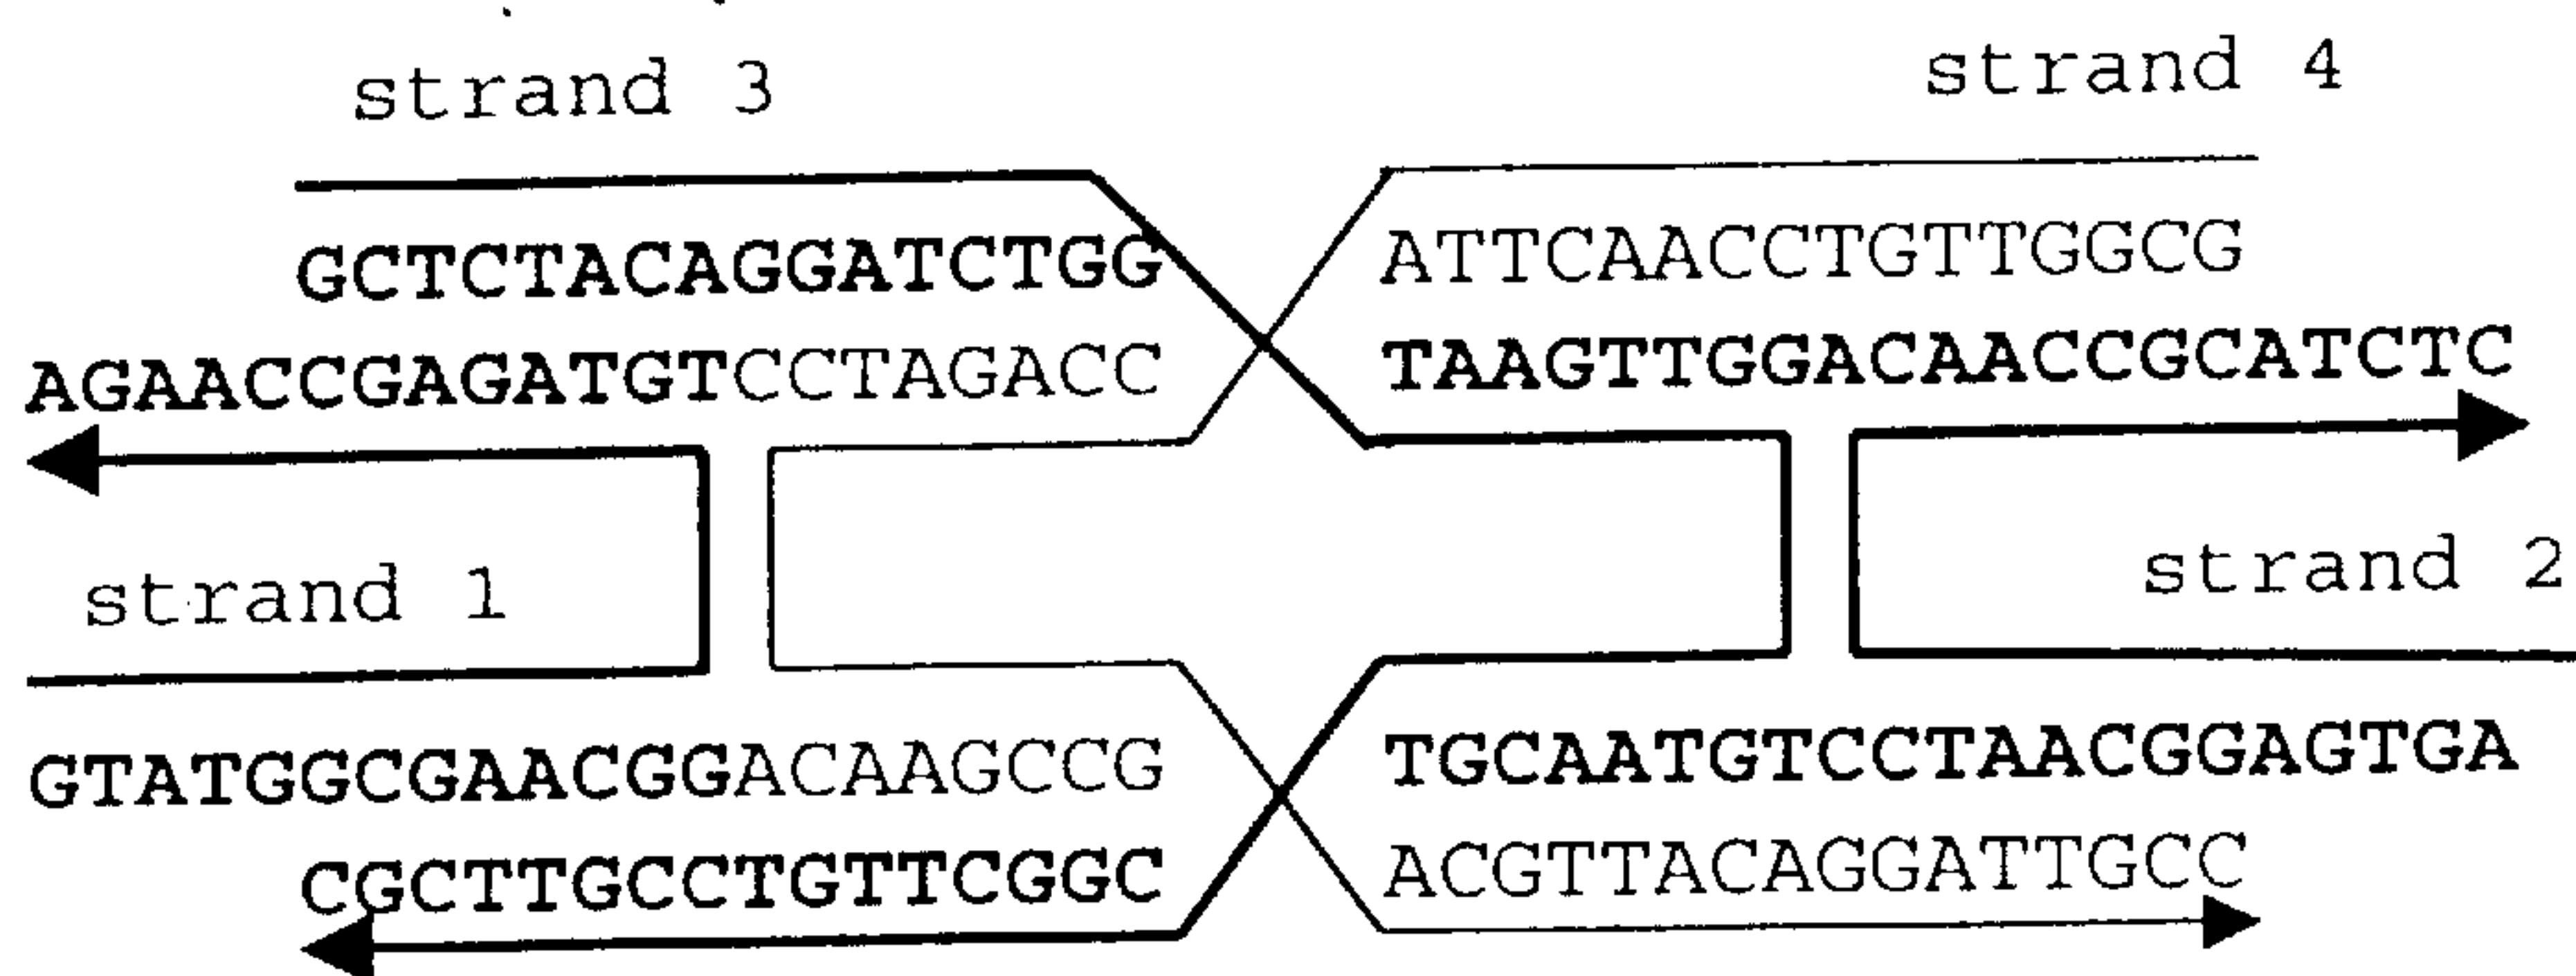 strand 3 strand 4
GCTCTACAGGATCTGG ATTCAACCTGTTGGCG
AGAACCGAGATGTCCTAGACC TAAGTTGGACAACCGCATCTC
strand 1 strand 2
GTATGGCGAACGGACAAGCCG TGCAATGTCCTAACGGAGTGA
CGCTTGCCTGTTCGGC ACGTTACAGGATTGCC